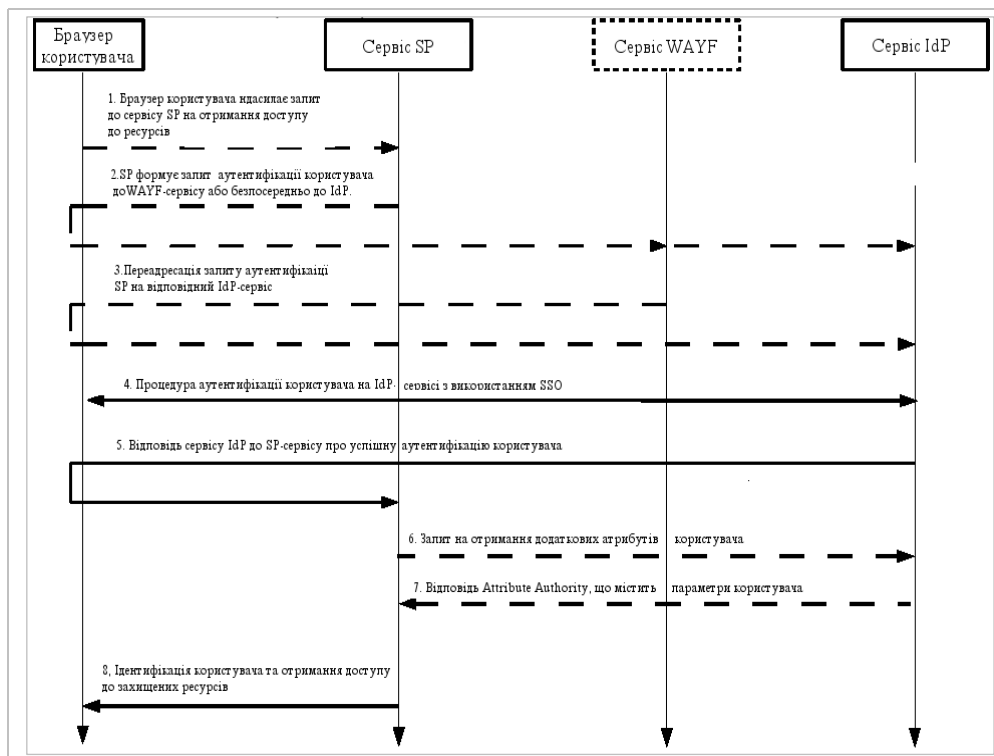 Браузер
користувача
Сервіс SP
Сервіс WAYF
Сервіс IdP
1. Браузер користувача ндасилає запит
до сервісу SP на отримання доступу
до ресурсів
2.SP формує запит аутентифікації користувача
доWAYF-сервісу або безпосередньо до IdP.
3.Переадресація запиту аутентифікаіції
SP на відповідний IdP-сервіс
4. Процедура аутентифікації користувача на IdP- сервісі з використанням SSO
5. Відповідь сервісу IdP до SP-сервісу про успішну аутентифікацію користувача
6. Запит на отримання додаткових атрибутів користувача
7. Відповідь Attribute Authority, що містить параметри користувача
8, Ідентифікація користувача та отримання доступу
до захищених ресурсів